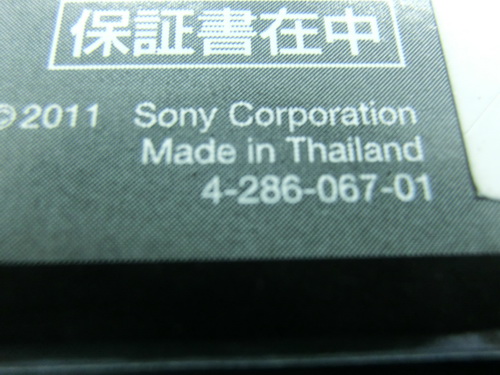 保証書在中
©2011 Sony Corporation
Made in Thailand
4-286-067-01